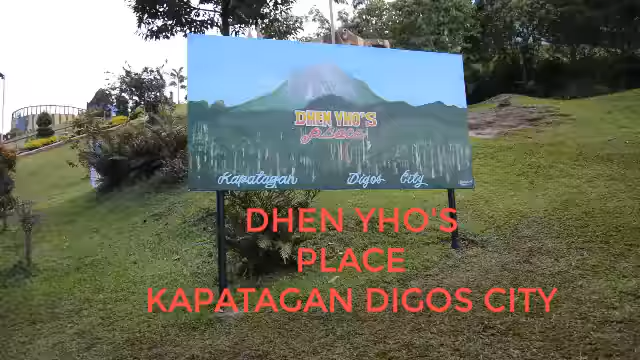 DHEN YHO'S
place
Kapatagan Digos City
DHEN YHO'S
PLACE
KAPATAGAN DIGOS CITY